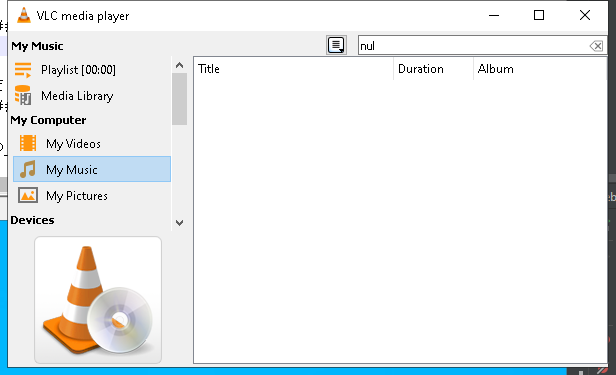 VLC media player
My Music
nul
Playlist [00:00]
Media Library
My Computer
My Videos
My Music
My Pictures
Devices
Title Duration Album